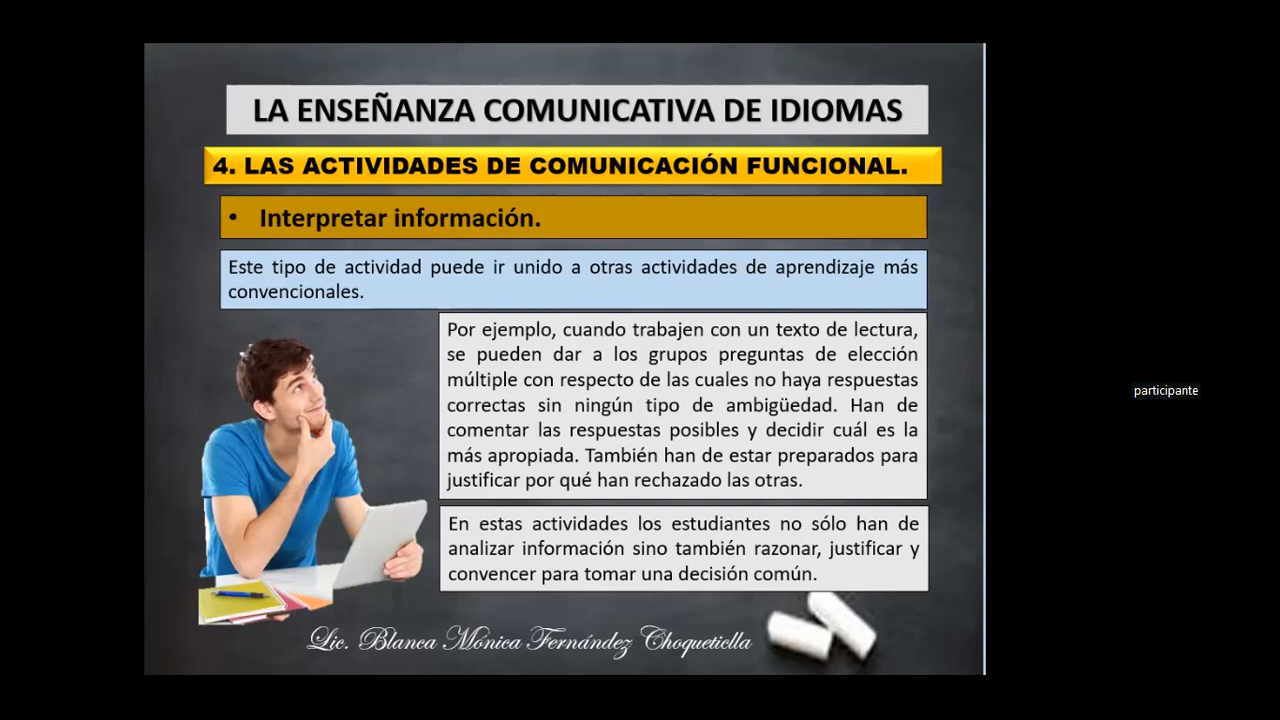 LA ENSEÑANZA COMUNICATIVA DE IDIOMAS
4. LAS ACTIVIDADES DE COMUNICACIÓN FUNCIONAL.
• Interpretar información.
Este tipo de actividad puede ir unido a otras actividades de aprendizaje más
convencionales.
Por ejemplo, cuando trabajen con un texto de lectura,
se pueden dar a los grupos preguntas de elección
múltiple con respecto de las cuales no haya respuestas
correctas sin ningún tipo de ambigüedad. Han de
comentar las respuestas posibles y decidir cuál es la
más apropiada. También han de estar preparados para
justificar por qué han rechazado las otras.
En estas actividades los estudiantes no sólo han de
analizar información sino también razonar, justificar y
convencer para tomar una decisión común.
Lic. Blanca Mónica Fernández Choqueticlla
participante